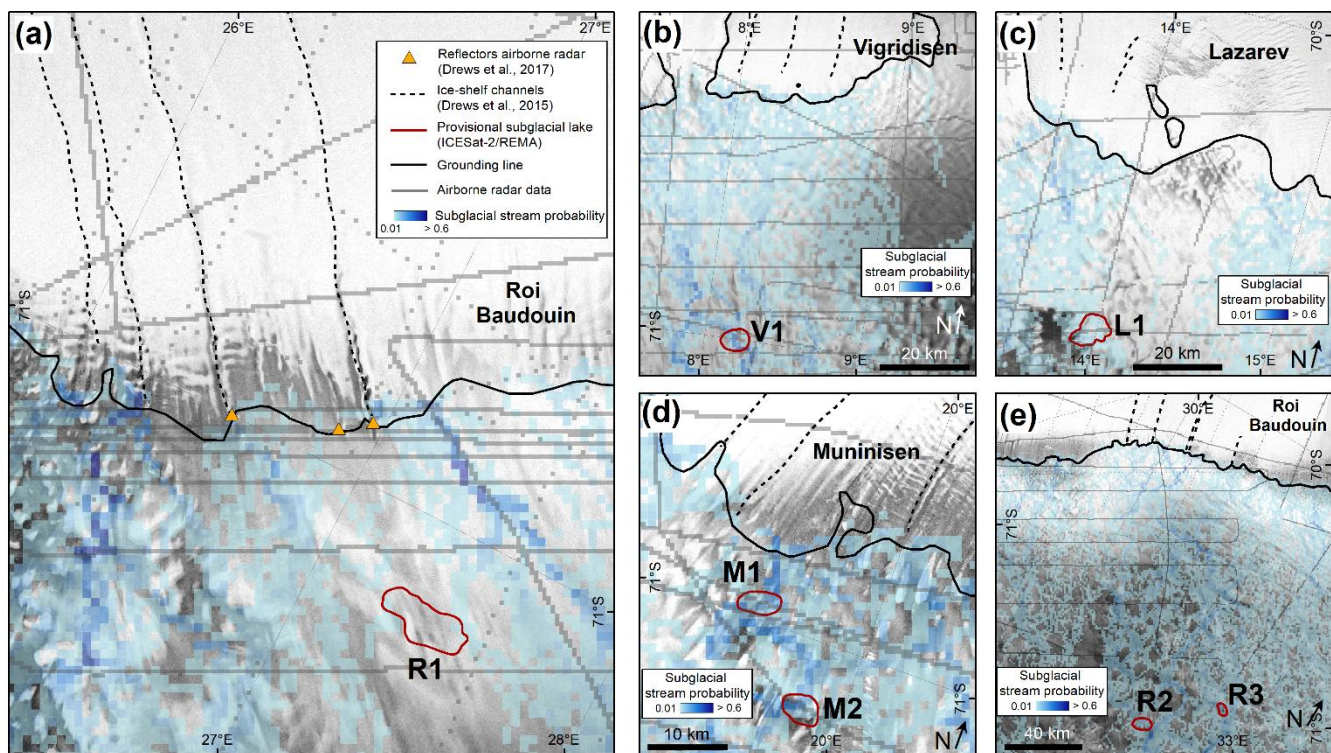 (a)
26°E
27°E
Reflectors airborne radar
(Drews et al., 2017)
Ice-shelf channels
(Drews et al., 2015)
Provisional subglacial lake
(ICESat-2/REMA)
Grounding line
Airborne radar data
Subglacial stream probability
0.01 > 0.6
71°S
Roi
Baudouin
71°S
R1
27°E
28°E
(b)
8°E
9°E
Vigridisen
Subglacial
stream probability
0.01 > 0.6
N
71°S
V1
8°E
9°E
20 km
(c)
14°E
70°S
Lazarev
Subglacial
stream probability
0.01 > 0.6
71°S
L1
14°E
20 km
15°E
N
(d)
20°E
Muninisen
71°S
M1
Subglacial
stream probability
0.01 > 0.6
M2
71°S
10 km
20°E
N
(e)
30°E
Roi
Baudouin
70°S
71°S
Subglacial
stream probability
0.01 > 0.6
R2
R3
40 km
33°E
71°S
N